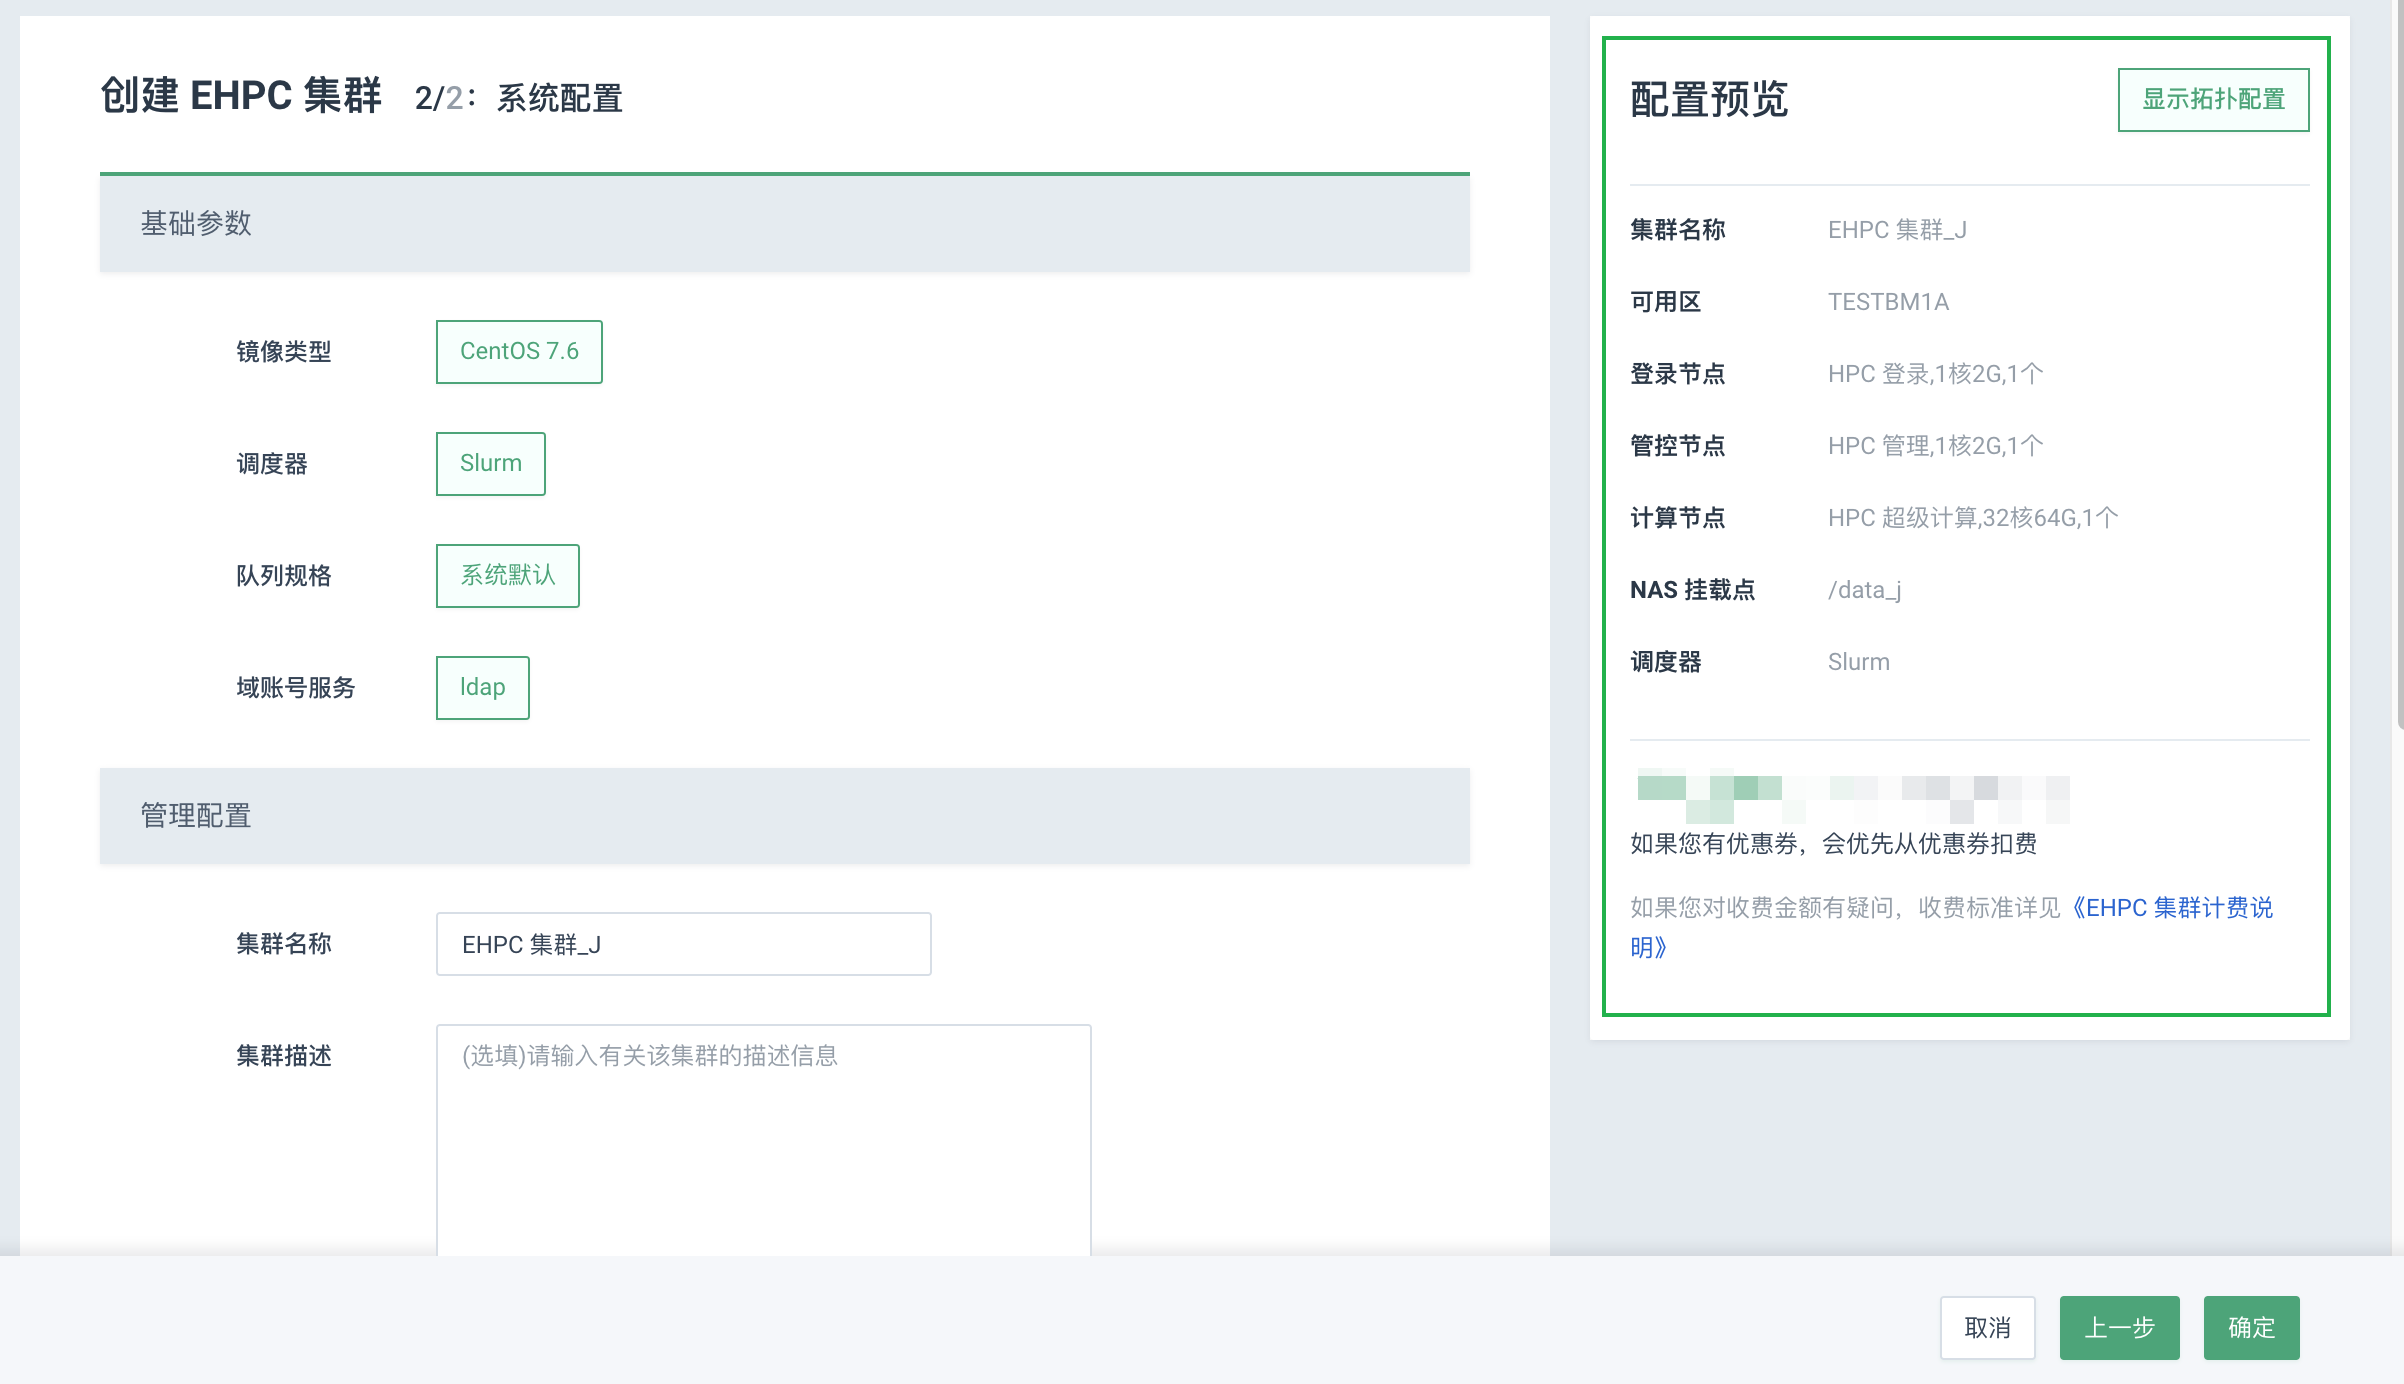 创建 EHPC 集群 2/2：系统配置
基础参数
镜像类型 CentOS 7.6
调度器 Slurm
队列规格 系统默认
域账号服务 ldap
管理配置
集群名称 EHPC 集群_J
集群描述 (选填)请输入有关该集群的描述信息
配置预览 显示拓扑配置
集群名称 EHPC 集群_J
可用区 TESTBM1A
登录节点 HPC 登录,1核2G,1个
管控节点 HPC 管理,1核2G,1个
计算节点 HPC 超级计算,32核64G,1个
NAS 挂载点 /data_j
调度器 Slurm
如果您有优惠券，会优先从优惠券扣费
如果您对收费金额有疑问，收费标准详见《EHPC 集群计费说
明》
取消 上一步 确定